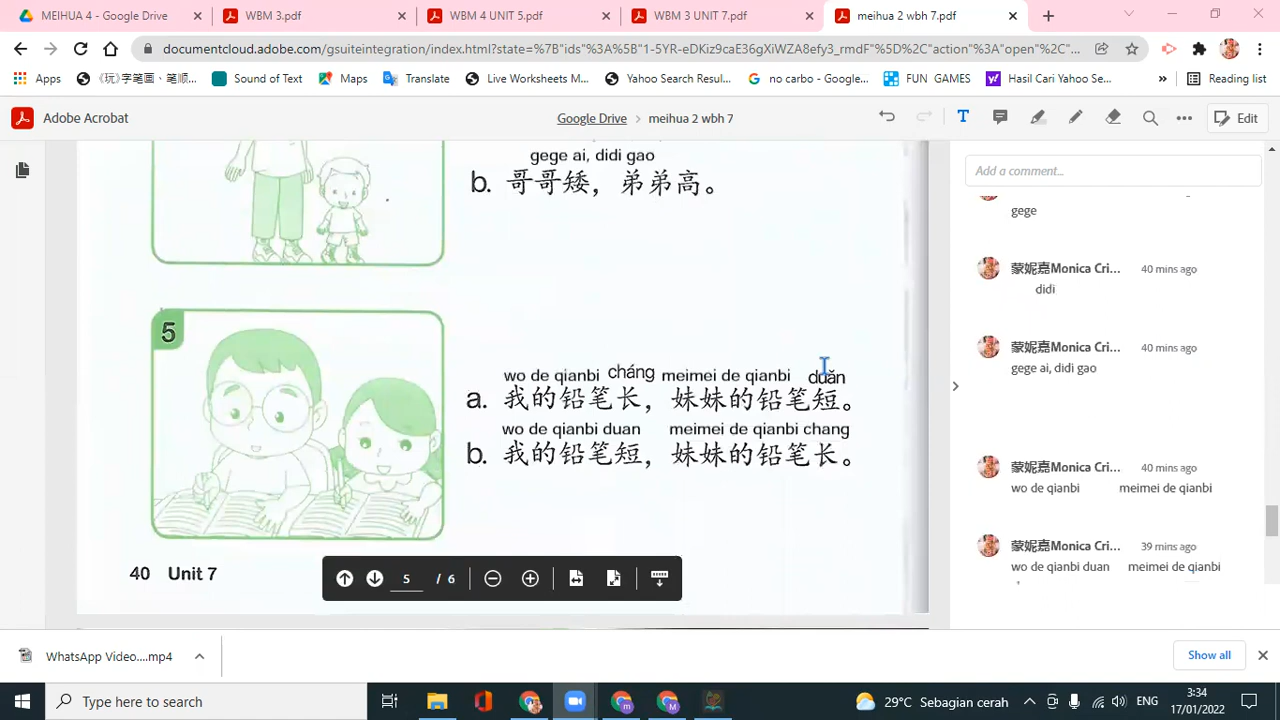 MEIHUA 4 - Google Drive
WBM 3.pdf
WBM 4 UNIT 5.pdf
WBM 3 UNIT 7.pdf
meihua 2 wbh 7.pdf
documentcloud.adobe.com/gsuiteintegration/index.html?state=%7B"ids"%3A%5B"1-5YR-eDKiz9caE36gXiWZA8efy3_rmdF"%5D%2C"action"%3A"open"%2C"...
Apps
《玩》字笔画、笔顺...
Sound of Text
Maps
Translate
Live Worksheets M...
Yahoo Search Resul...
no carbo - Google...
FUN GAMES
Hasil Cari Yahoo Se...
»
Reading list
Adobe Acrobat
Google Drive > meihua 2 wbh 7
Edit
gege ai, didi gao
b. 哥哥矮，弟弟高。
5
wo de qianbi cháng meimei de qianbi duǎn
a. 我的铅笔长，妹妹的铅笔短。
wo de qianbi duan meimei de qianbi chang
b. 我的铅笔短，妹妹的铅笔长。
40 Unit 7
5 / 6
Add a comment...
gege
蒙妮嘉Monica Cri... 40 mins ago
didi
蒙妮嘉Monica Cri... 40 mins ago
gege ai, didi gao
蒙妮嘉Monica Cri... 40 mins ago
wo de qianbi meimei de qianbi
蒙妮嘉Monica Cri... 39 mins ago
wo de qianbi duan meimei de qianbi
WhatsApp Video....mp4
Show all
Type here to search
29°C Sebagian cerah
ENG
3:34
17/01/2022